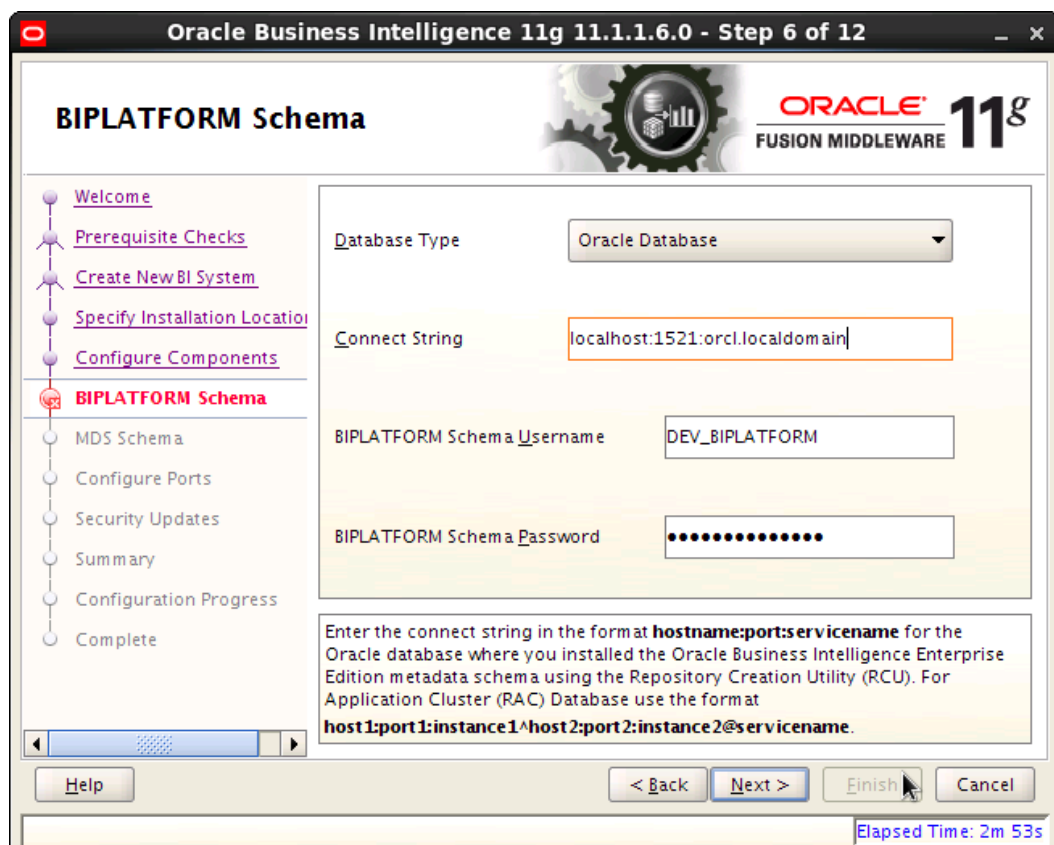 Oracle Business Intelligence 11g 11.1.1.6.0 - Step 6 of 12
BIPLATFORM Schema
ORACLE
FUSION MIDDLEWARE
11g
Welcome
Prerequisite Checks
Create New BI System
Specify Installation Location
Configure Components
BIPLATFORM Schema
MDS Schema
Configure Ports
Security Updates
Summary
Configuration Progress
Complete
Database Type
Oracle Database
Connect String
localhost:1521:orcl.localdomain
BIPLATFORM Schema Username
DEV_BIPLATFORM
BIPLATFORM Schema Password
••••••••••••••
Enter the connect string in the format hostname:port:servicename for the
Oracle database where you installed the Oracle Business Intelligence Enterprise
Edition metadata schema using the Repository Creation Utility (RCU). For
Application Cluster (RAC) Database use the format
host1:port1:instance1^host2:port2:instance2@servicename.
Help
< Back
Next >
Finish
Cancel
Elapsed Time: 2m 53s